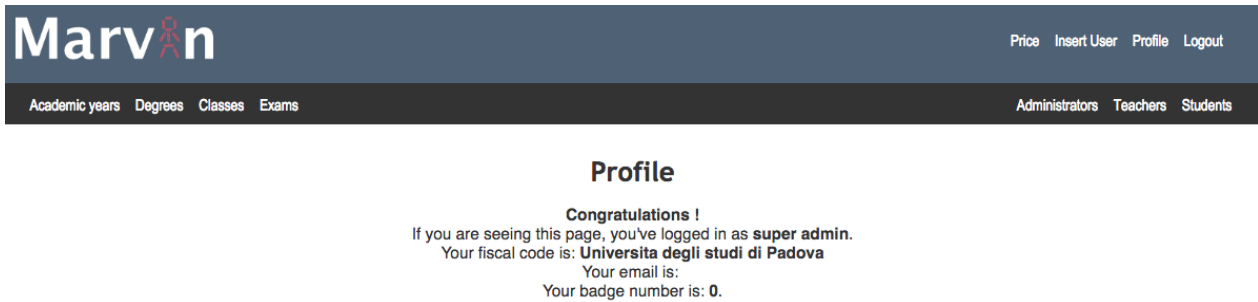 Marvin
Price Insert User Profile Logout
Academic years Degrees Classes Exams
Administrators Teachers Students
Profile
Congratulations !
If you are seeing this page, you've logged in as super admin.
Your fiscal code is: Universita degli studi di Padova
Your email is:
Your badge number is: 0.